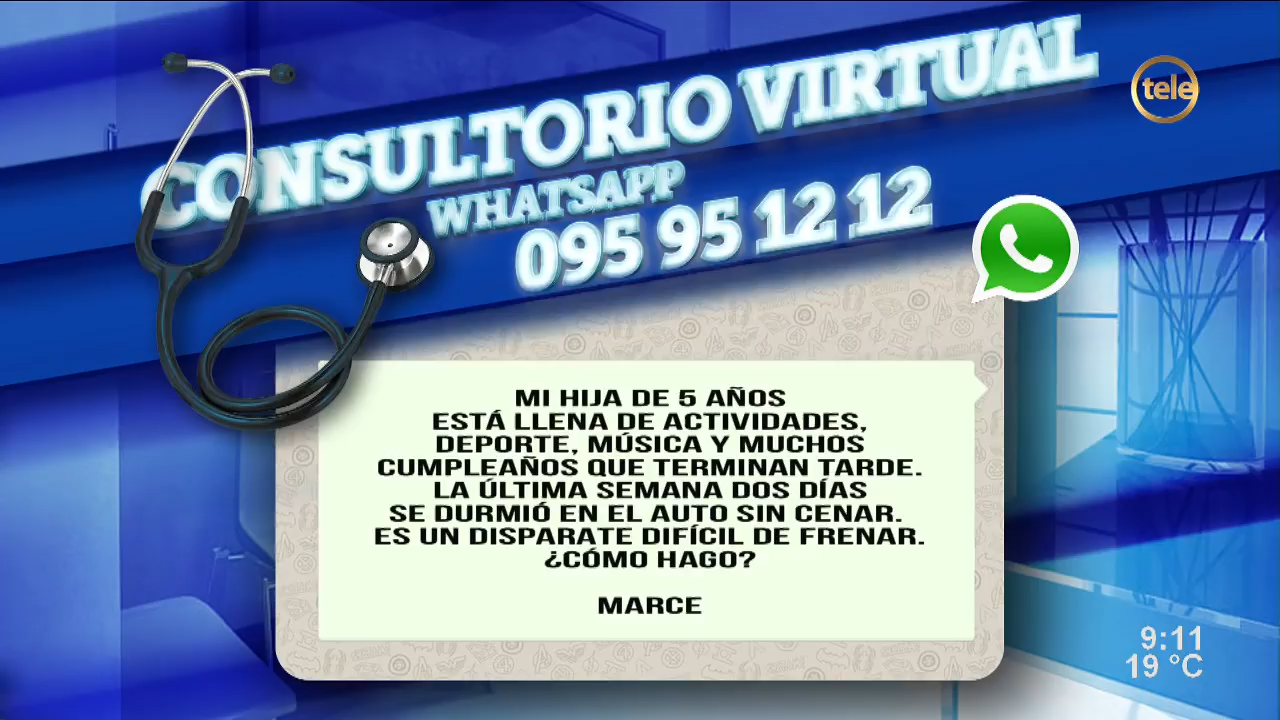 CONSULTORIO VIRTUAL
tele
WHATSAPP
095 95 12 12
MI HIJA DE 5 AÑOS
ESTÁ LLENA DE ACTIVIDADES,
DEPORTE, MÚSICA Y MUCHOS
CUMPLEAÑOS QUE TERMINAN TARDE.
LA ÚLTIMA SEMANA DOS DÍAS
SE DURMIÓ EN EL AUTO SIN CENAR.
ES UN DISPARATE DIFÍCIL DE FRENAR.
¿CÓMO HAGO?
MARCE
9:11
19 °C